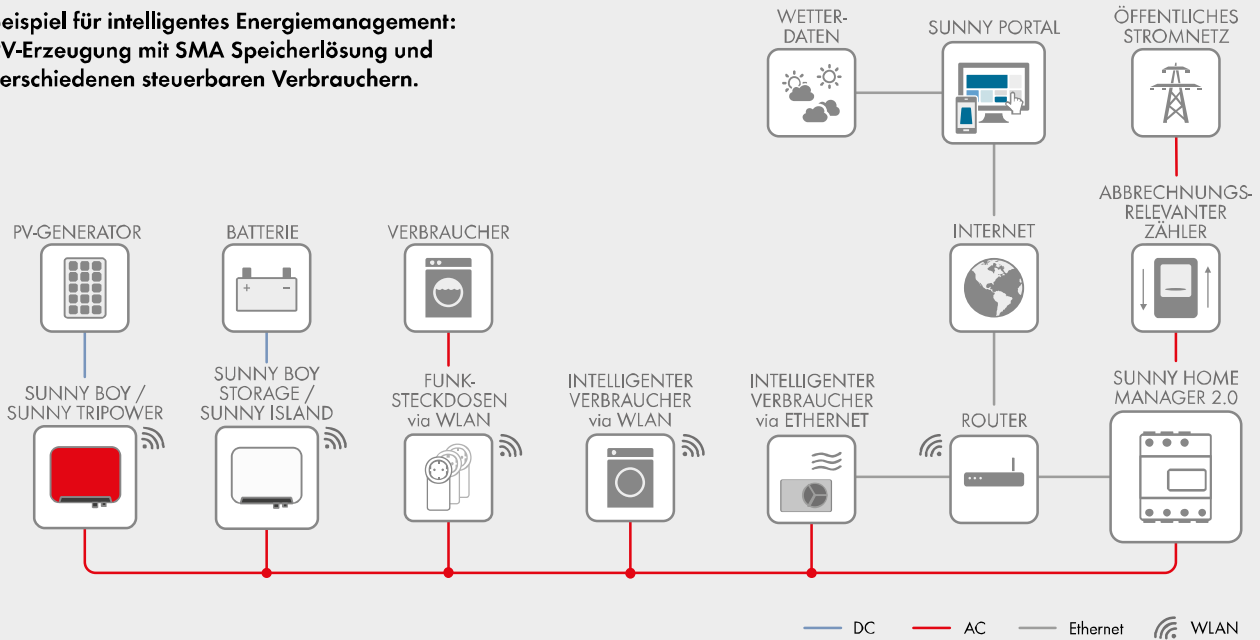 eispiel für intelligentes Energiemanagement:
V-Erzeugung mit SMA Speicherlösung und
erschiedenen steuerbaren Verbrauchern.
WETTER-
DATEN
SUNNY PORTAL
ÖFFENTLICHES
STROMNETZ
PV-GENERATOR
BATTERIE
VERBRAUCHER
INTERNET
ABBRECHNUNGS-
RELEVANTER
ZÄHLER
SUNNY BOY /
SUNNY TRIPOWER
SUNNY BOY
STORAGE /
SUNNY ISLAND
FUNK-
STECKDOSEN
via WLAN
INTELLIGENTER
VERBRAUCHER
via WLAN
INTELLIGENTER
VERBRAUCHER
via ETHERNET
ROUTER
SUNNY HOME
MANAGER 2.0
DC
AC
Ethernet
WLAN